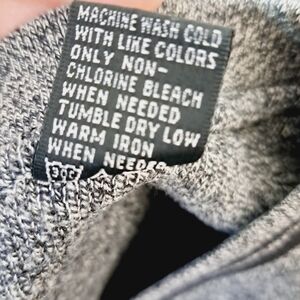 MACHINE WASH COLD
WITH LIKE COLORS
ONLY NON-
CHLORINE BLEACH
WHEN NEEDED
TUMBLE DRY LOW
WARM IRON
WHEN NEEDED